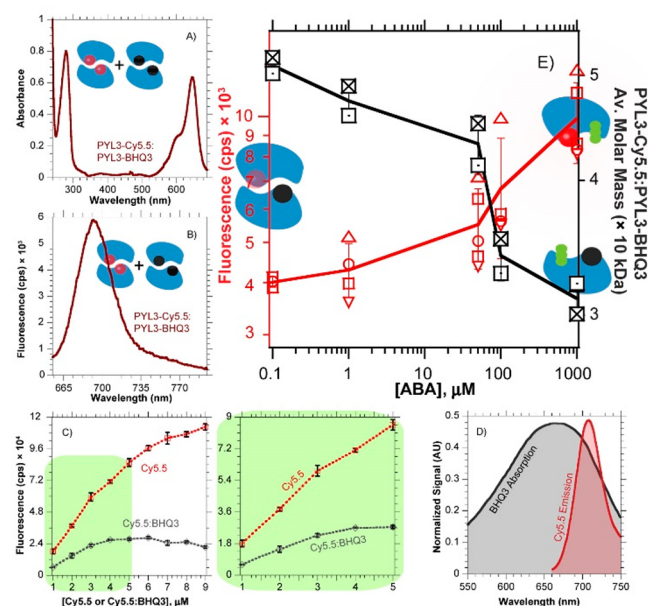 A)
1.0
0.8
0.6
0.4
0.2
0
Absorbance
PYL3-Cy5.5:
PYL3-BHQ3
300 400 500 600
Wavelength (nm)
B)
6
5
4
3
2
1
0
Fluorescence (cps) × 10³
PYL3-Cy5.5:
PYL3-BHQ3
665 700 735 770
Wavelength (nm)
E)
10
9
8
7
6
5
4
3
Fluorescence (cps) × 10³
5
4
3
PYL3-Cy5.5:PYL3-BHQ3
Av. Molar Mass (× 10 kDa)
0.1 1 10 100 1000
[ABA], μM
C)
12
9.6
7.2
4.8
2.4
0
Fluorescence (cps) × 10⁴
Cy5.5
Cy5.5:BHQ3
1 2 3 4 5 6 7 8 9
[Cy5.5 or Cy5.5:BHQ3], μM
9
7.2
5.4
3.6
1.8
0
Cy5.5
Cy5.5:BHQ3
1 2 3 4 5
D)
0.5
0.4
0.3
0.2
0.1
0
Normalized Signal (AU)
BHQ3 Absorption
Cy5.5 Emission
550 600 650 700 750
Wavelength (nm)